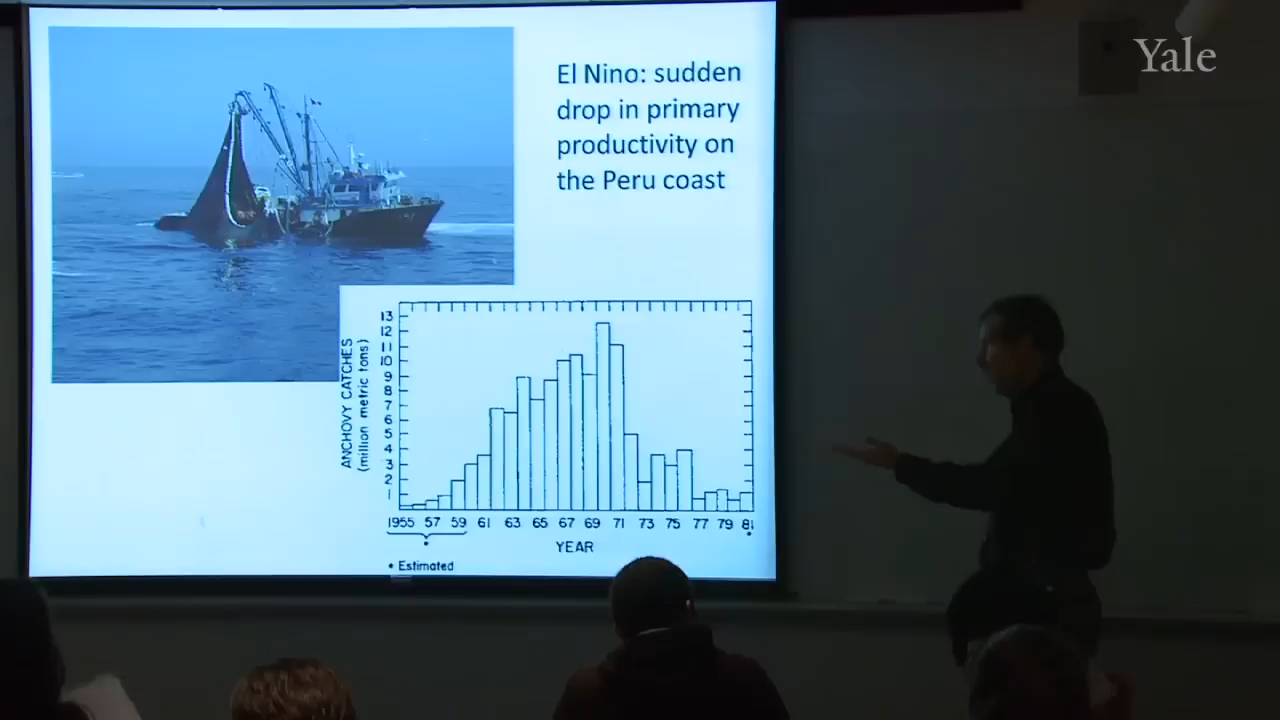 Yale
El Nino: sudden
drop in primary
productivity on
the Peru coast
ANCHOVY CATCHES
(million metric tons)
13
12
11
10
9
8
7
6
5
4
3
2
1
1955 57 59 61 63 65 67 69 71 73 75 77 79 81
YEAR
• Estimated